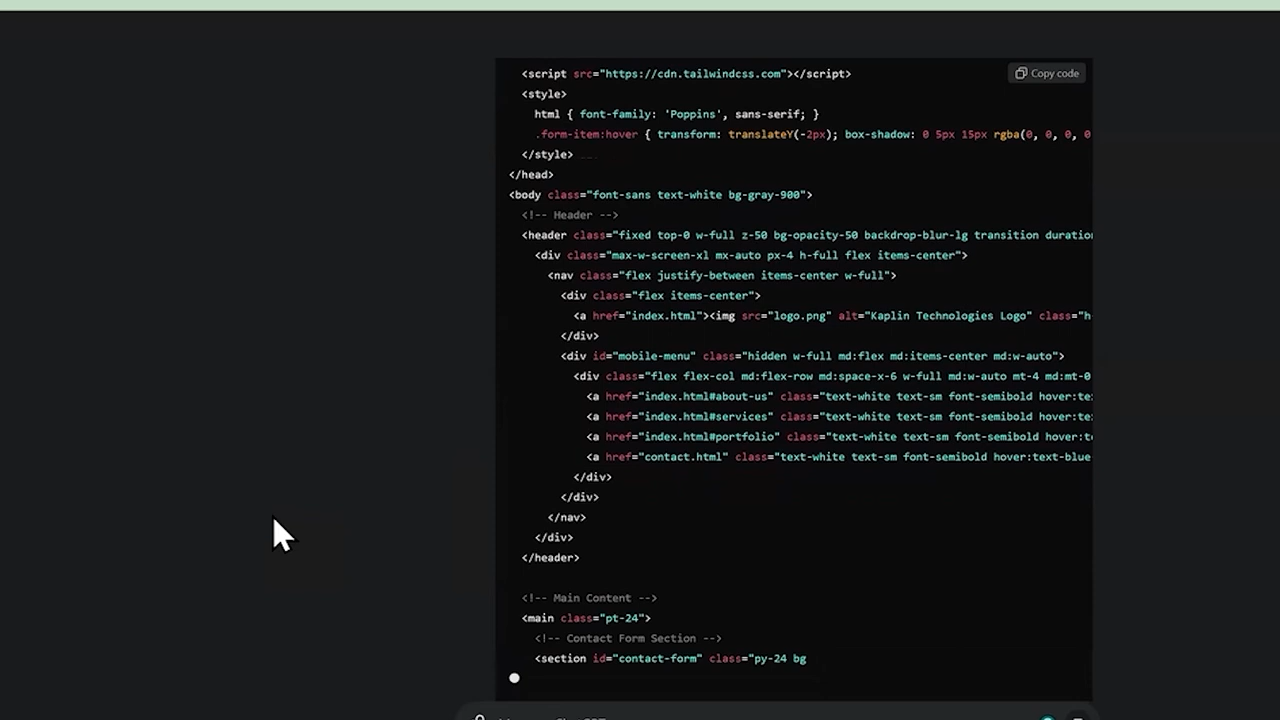 <script src="https://cdn.tailwindcss.com"></script>
Copy code
<style>
html { font-family: 'Poppins', sans-serif; }
.form-item:hover { transform: translateY(-2px); box-shadow: 0 5px 15px rgba(0, 0, 0, 0
</style>
</head>
<body class="font-sans text-white bg-gray-900">
<!-- Header -->
<header class="fixed top-0 w-full z-50 bg-opacity-50 backdrop-blur-lg transition duration
<div class="max-w-screen-xl mx-auto px-4 h-full flex items-center">
<nav class="flex justify-between items-center w-full">
<div class="flex items-center">
<a href="index.html"><img src="logo.png" alt="Kaplin Technologies Logo" class="h
</div>
<div id="mobile-menu" class="hidden w-full md:flex md:items-center md:w-auto">
<div class="flex flex-col md:flex-row md:space-x-6 w-full md:w-auto mt-4 md:mt-0
<a href="index.html#about-us" class="text-white text-sm font-semibold hover:te
<a href="index.html#services" class="text-white text-sm font-semibold hover:te
<a href="index.html#portfolio" class="text-white text-sm font-semibold hover:t
<a href="contact.html" class="text-white text-sm font-semibold hover:text-blue
</div>
</div>
</nav>
</div>
</header>
<!-- Main Content -->
<main class="pt-24">
<!-- Contact Form Section -->
<section id="contact-form" class="py-24 bg